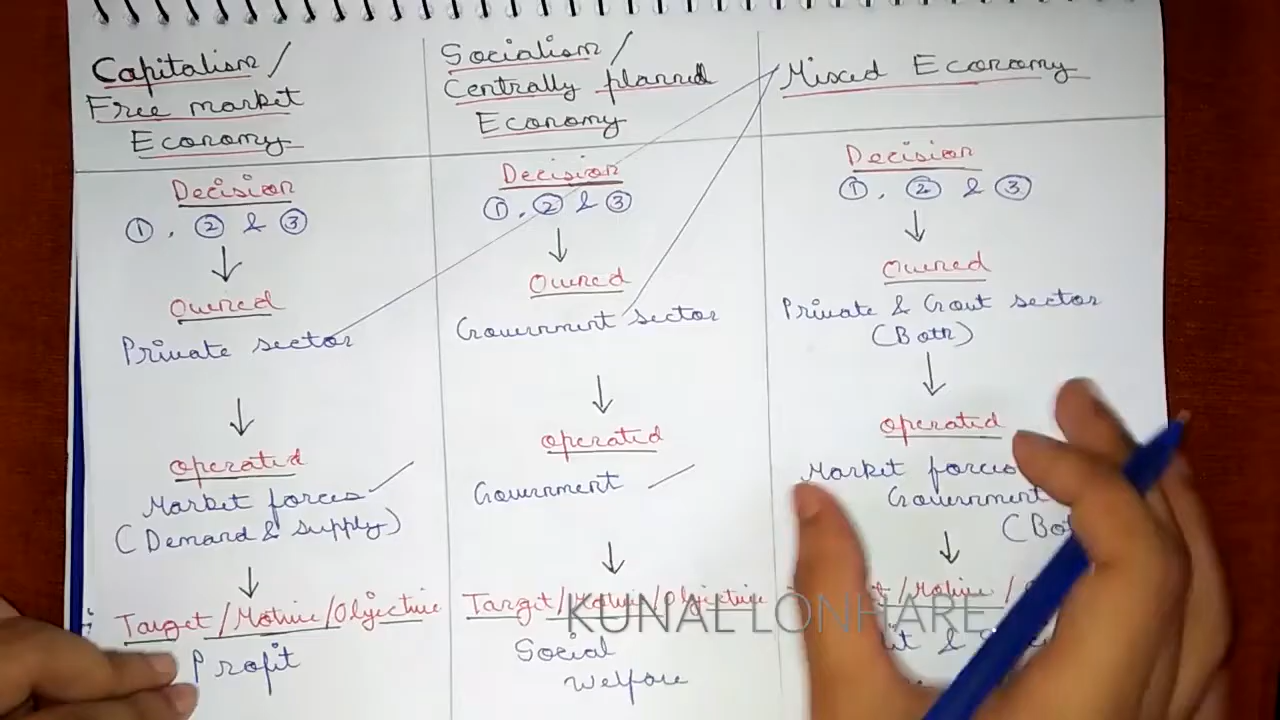 Capitalism /
Free market
Economy
Decision
①, ② & ③
Owned
Private sector
Operated
Market forces
(Demand & supply)
Target/Motive/Objective
Profit
Socialism /
Centrally planned
Economy
Decision
①, ② & ③
Owned
Government sector
Operated
Government
Target/Motive/Objective
Social
welfare
Mixed Economy
Decision
①, ② & ③
Owned
Private & Govt sector
(Both)
Operated
Market forces
Government
/Motive/
&
KUNAL LONHARE